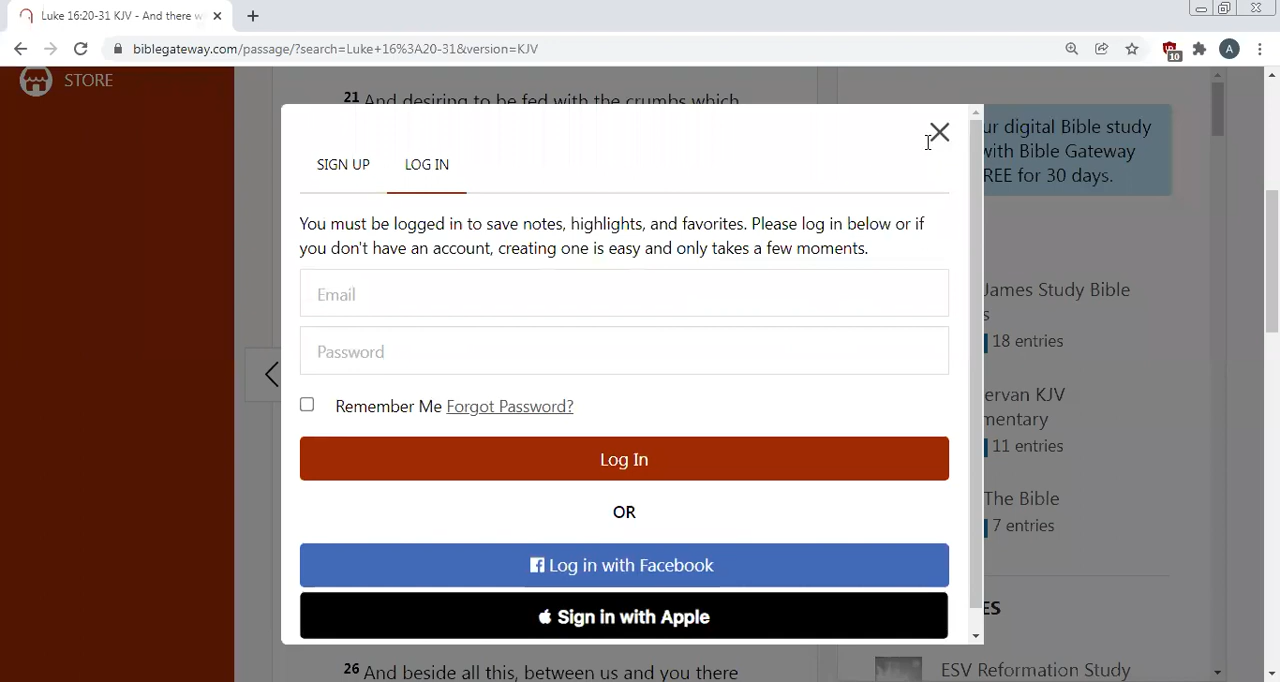 Luke 16:20-31 KJV - And there w
biblegateway.com/passage/?search=Luke+16%3A20-31&version=KJV
10
A
STORE
21 And desiring to be fed with the crumbs which
ur digital Bible study
with Bible Gateway
REE for 30 days.
SIGN UP
LOG IN
You must be logged in to save notes, highlights, and favorites. Please log in below or if
you don't have an account, creating one is easy and only takes a few moments.
Email
Password
Remember Me Forgot Password?
Log In
OR
Log in with Facebook
Sign in with Apple
James Study Bible
s
18 entries
ervan KJV
mentary
11 entries
The Bible
7 entries
ES
26 And beside all this, between us and you there
ESV Reformation Study